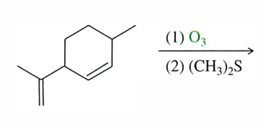 (1) O₃
(2) (CH₃)₂S